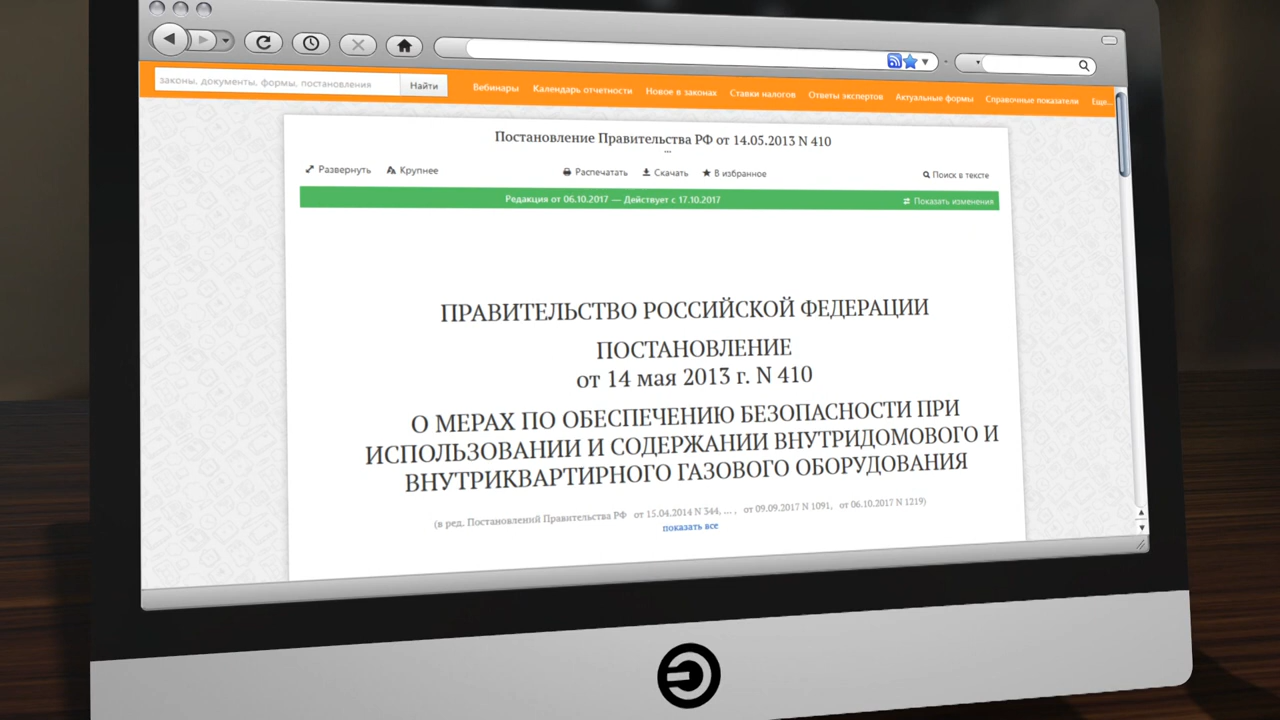 законы, документы, формы, постановления Найти Вебинары Календарь отчетности Новое в законах Ставки налогов Ответы экспертов Актуальные формы Справочные показатели Еще...
Постановление Правительства РФ от 14.05.2013 N 410
...
Развернуть Крупнее Распечатать Скачать В избранное Поиск в тексте
Редакция от 06.10.2017 — Действует с 17.10.2017 Показать изменения
ПРАВИТЕЛЬСТВО РОССИЙСКОЙ ФЕДЕРАЦИИ
ПОСТАНОВЛЕНИЕ
от 14 мая 2013 г. N 410
О МЕРАХ ПО ОБЕСПЕЧЕНИЮ БЕЗОПАСНОСТИ ПРИ
ИСПОЛЬЗОВАНИИ И СОДЕРЖАНИИ ВНУТРИДОМОВОГО И
ВНУТРИКВАРТИРНОГО ГАЗОВОГО ОБОРУДОВАНИЯ
(в ред. Постановлений Правительства РФ от 15.04.2014 N 344, ... , от 09.09.2017 N 1091, от 06.10.2017 N 1219)
показать все